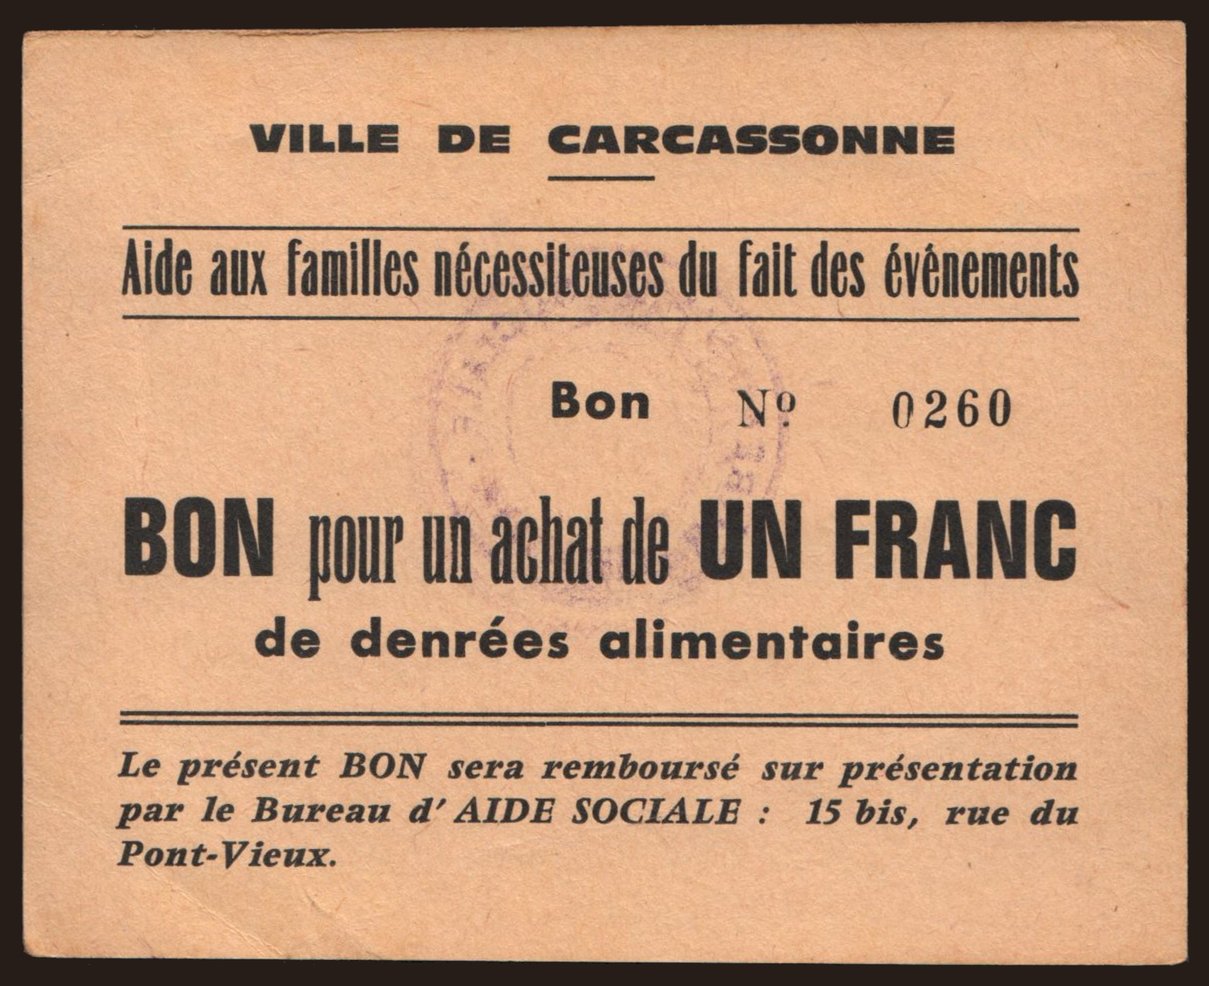 VILLE DE CARCASSONNE
Aide aux familles nécessiteuses du fait des évênements
Bon Nº 0260
BON pour un achat de UN FRANC
de denrées alimentaires
Le présent BON sera remboursé sur présentation
par le Bureau d'AIDE SOCIALE : 15 bis, rue du
Pont-Vieux.